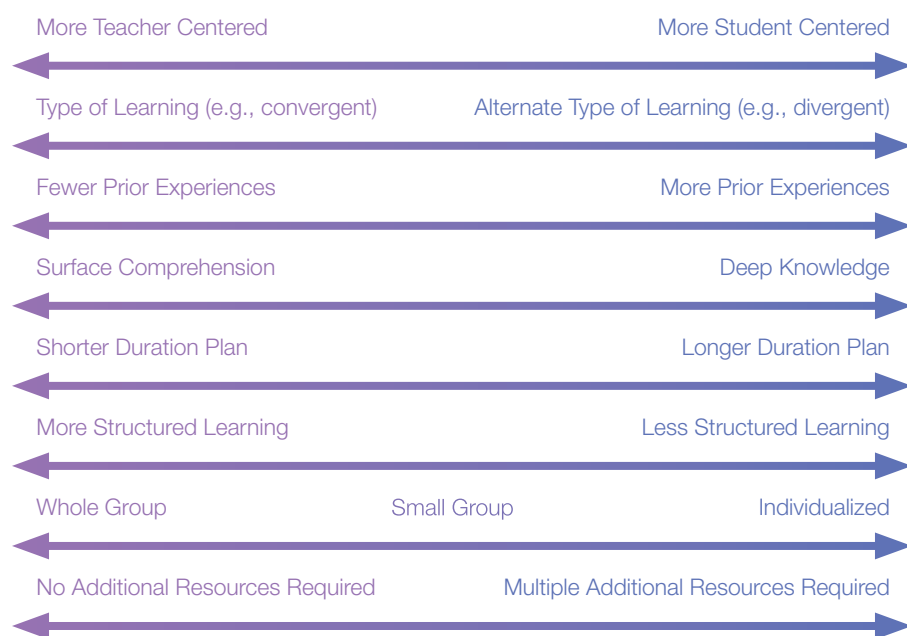 More Teacher Centered More Student Centered
Type of Learning (e.g., convergent) Alternate Type of Learning (e.g., divergent)
Fewer Prior Experiences More Prior Experiences
Surface Comprehension Deep Knowledge
Shorter Duration Plan Longer Duration Plan
More Structured Learning Less Structured Learning
Whole Group Small Group Individualized
No Additional Resources Required Multiple Additional Resources Required